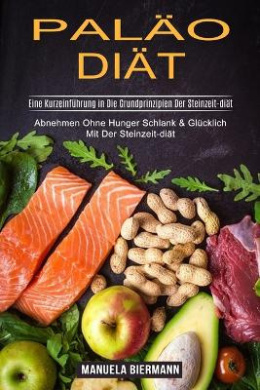 PALÄO
DIÄT
Eine Kurzeinführung in Die Grundprinzipien Der Steinzeit-diät
Abnehmen Ohne Hunger Schlank & Glücklich
Mit Der Steinzeit-diät
MANUELA BIERMANN